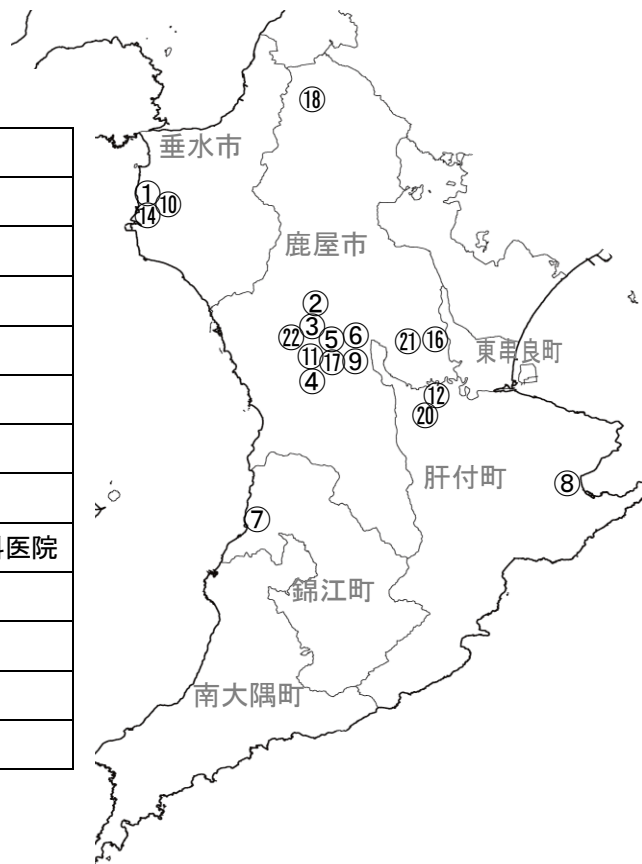 ⑱
垂水市
①
⑩
⑭
鹿屋市
②
③
㉒
⑤
⑥
㉑
⑯
東串良町
⑪
⑰
⑨
④
⑫
⑳
肝付町
⑧
⑦
科医院
錦江町
南大隅町